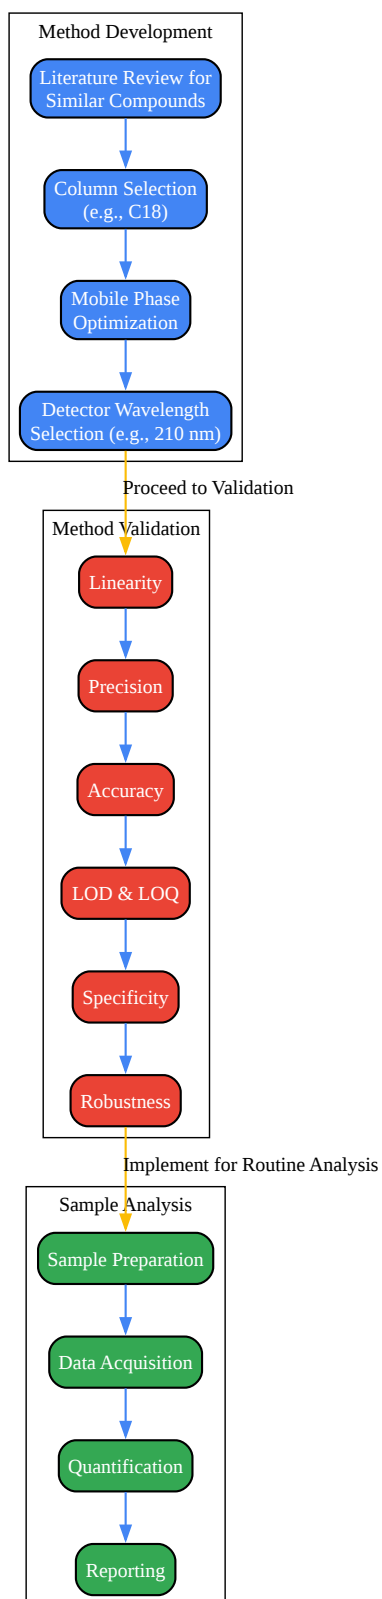 Method Development
Literature Review for
Similar Compounds
Column Selection
(e.g., C18)
Mobile Phase
Optimization
Detector Wavelength
Selection (e.g., 210 nm)
Proceed to Validation
Method Validation
Linearity
Precision
Accuracy
LOD & LOQ
Specificity
Robustness
Implement for Routine Analysis
Sample Analysis
Sample Preparation
Data Acquisition
Quantification
Reporting